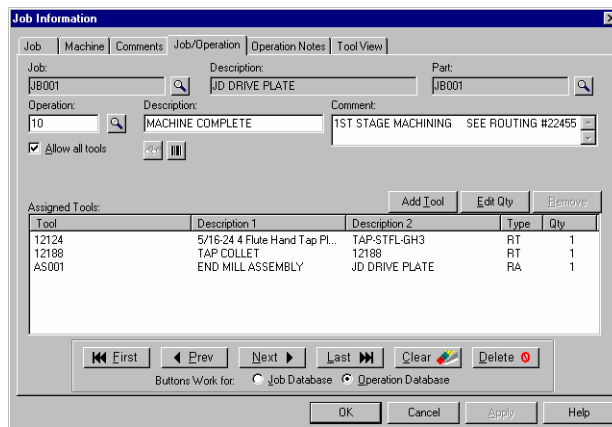 Job Information
Job Machine Comments Job/Operation Operation Notes Tool View
Job: Description: Part:
JB001 JD DRIVE PLATE JB001
Operation: Description: Comment:
10 MACHINE COMPLETE 1ST STAGE MACHINING SEE ROUTING #22455
Allow all tools
Add Tool Edit Qty Remove
Assigned Tools:
Tool Description 1 Description 2 Type Qty
12124 5/16-24 4 Flute Hand Tap Pl... TAP-STFL-GH3 RT 1
12188 TAP COLLET 12188 RT 1
AS001 END MILL ASSEMBLY JD DRIVE PLATE RA 1
First Prev Next Last Clear Delete
Buttons Work for: Job Database Operation Database
OK Cancel Apply Help